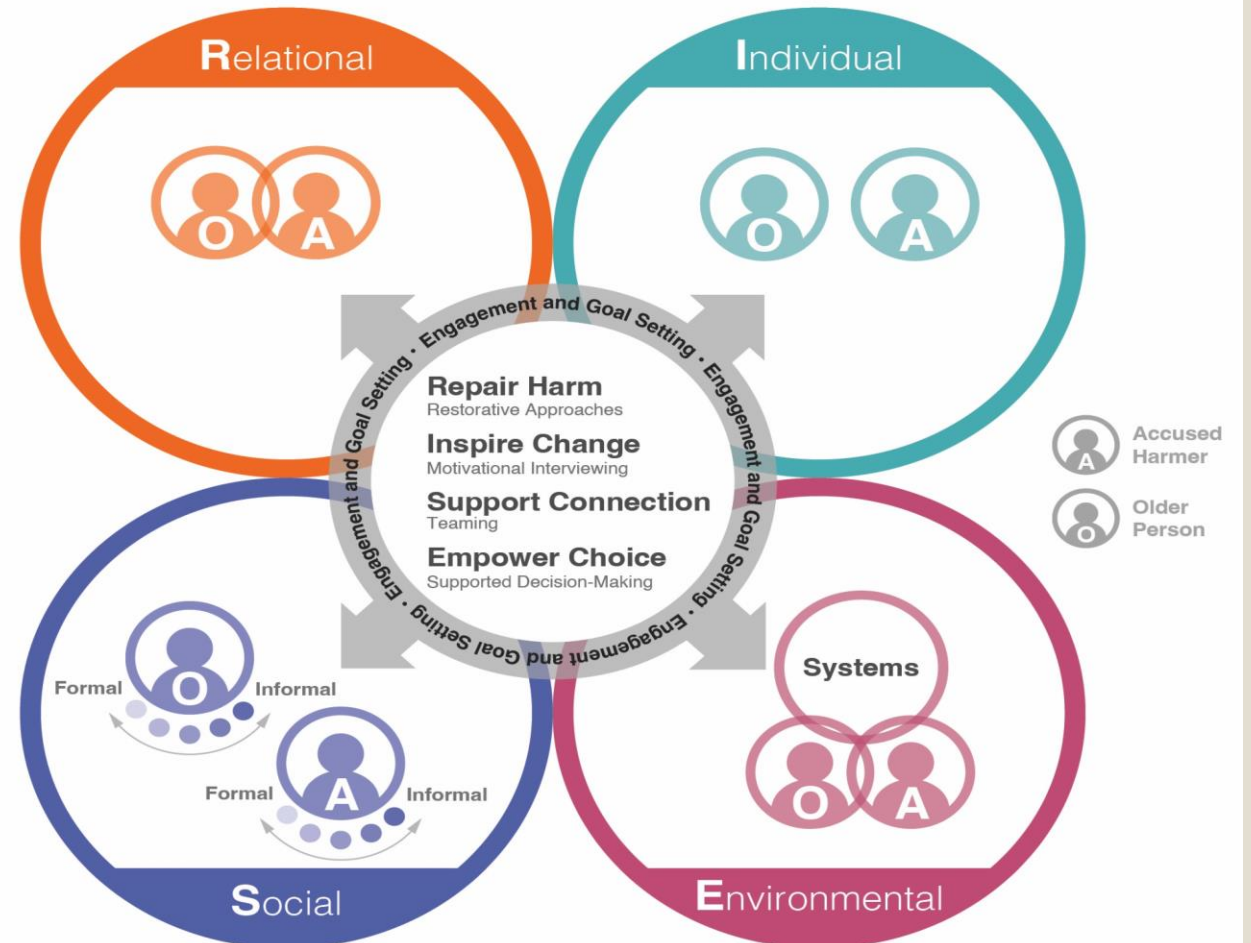 Relational
O A
Individual
O A
Engagement and Goal Setting · Engagement and Goal Setting · Engagement and Goal Setting · Engagement and Goal Setting ·
Repair Harm
Restorative Approaches
Inspire Change
Motivational Interviewing
Support Connection
Teaming
Empower Choice
Supported Decision-Making
A
Accused
Harmer
O
Older
Person
O
Formal Informal
A
Formal Informal
Social
Systems
O A
Environmental